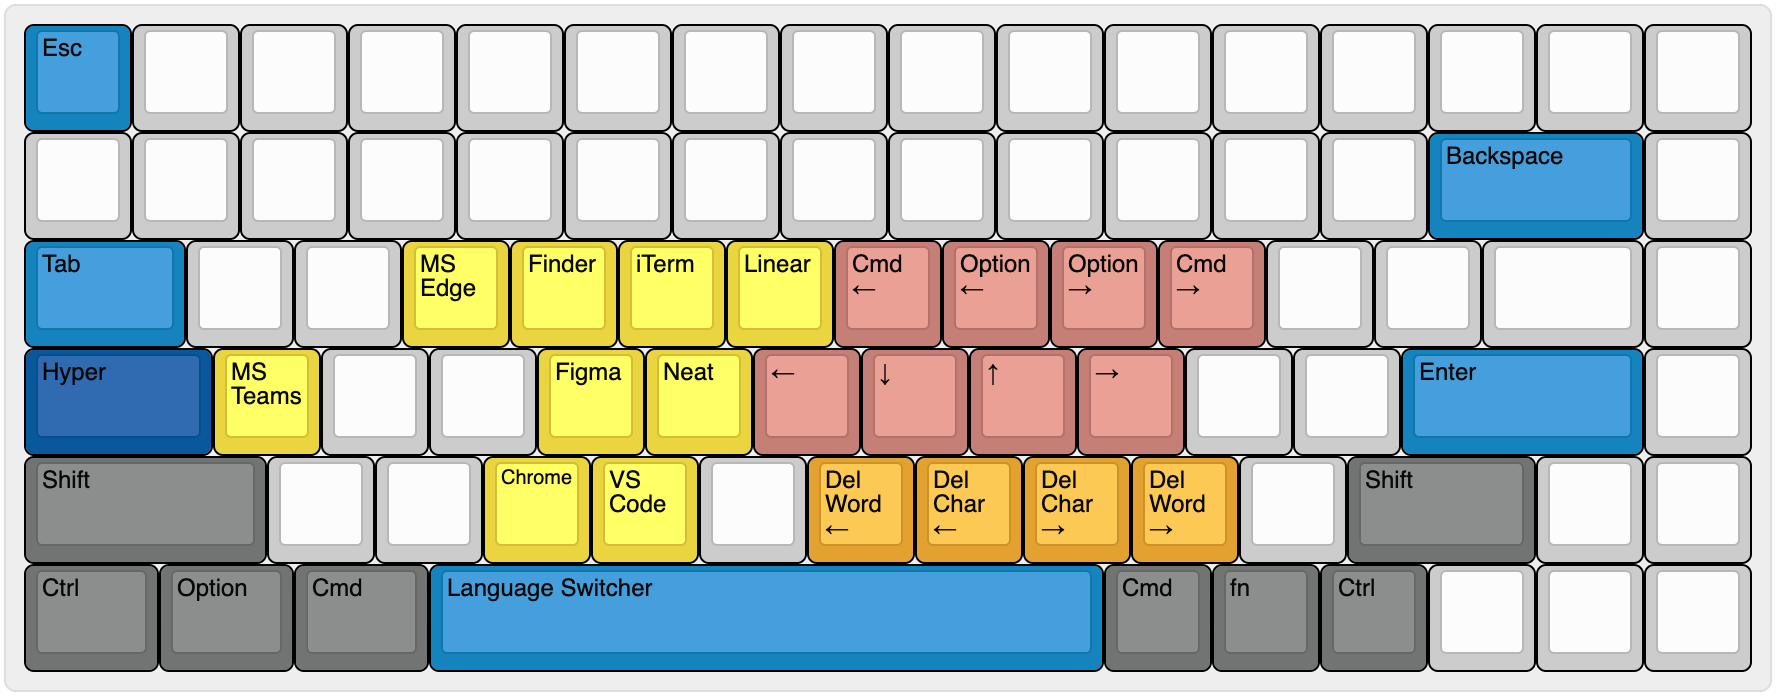 Esc
Backspace
Tab
MS
Edge
Finder
iTerm
Linear
Cmd
←
Option
←
Option
→
Cmd
→
Hyper
MS
Teams
Figma
Neat
←
↓
↑
→
Enter
Shift
Chrome
VS
Code
Del
Word
←
Del
Char
←
Del
Char
→
Del
Word
→
Shift
Ctrl
Option
Cmd
Language Switcher
Cmd
fn
Ctrl